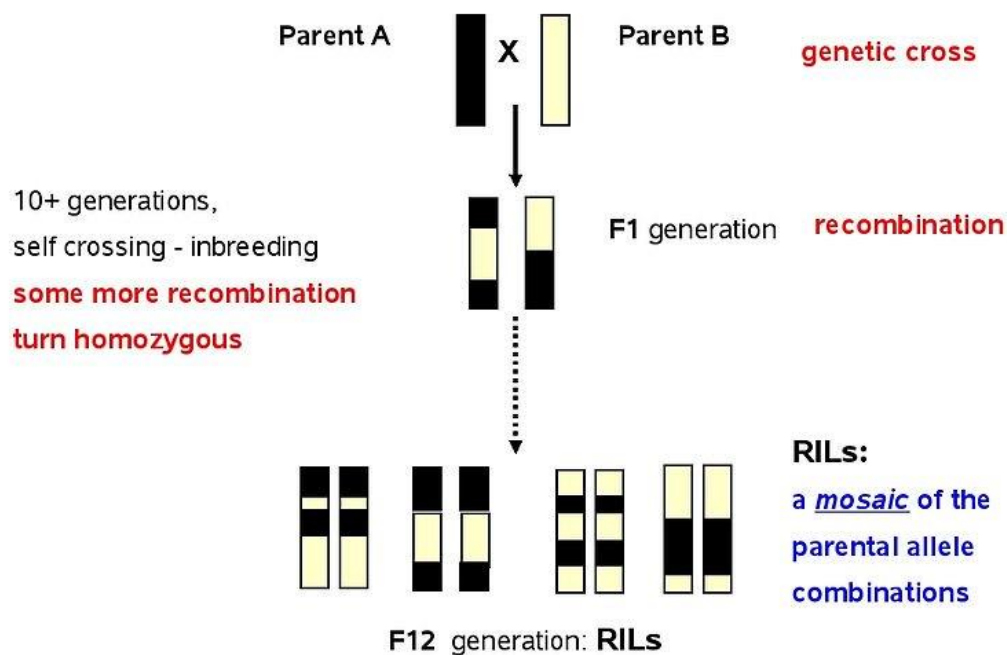 Parent A
X
Parent B
genetic cross
10+ generations,
self crossing - inbreeding
some more recombination
turn homozygous
F1 generation
recombination
RILs:
a mosaic of the
parental allele
combinations
F12 generation: RILs